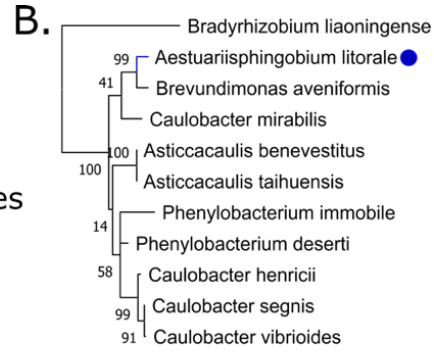 B.
Bradyrhizobium liaoningense
99
Aestuariisphingobium litorale
41
Brevundimonas aveniformis
Caulobacter mirabilis
100
Asticcacaulis benevestitus
100
Asticcacaulis taihuensis
es
Phenylobacterium immobile
14
Phenylobacterium deserti
58
Caulobacter henricii
Caulobacter segnis
99
91
Caulobacter vibrioides